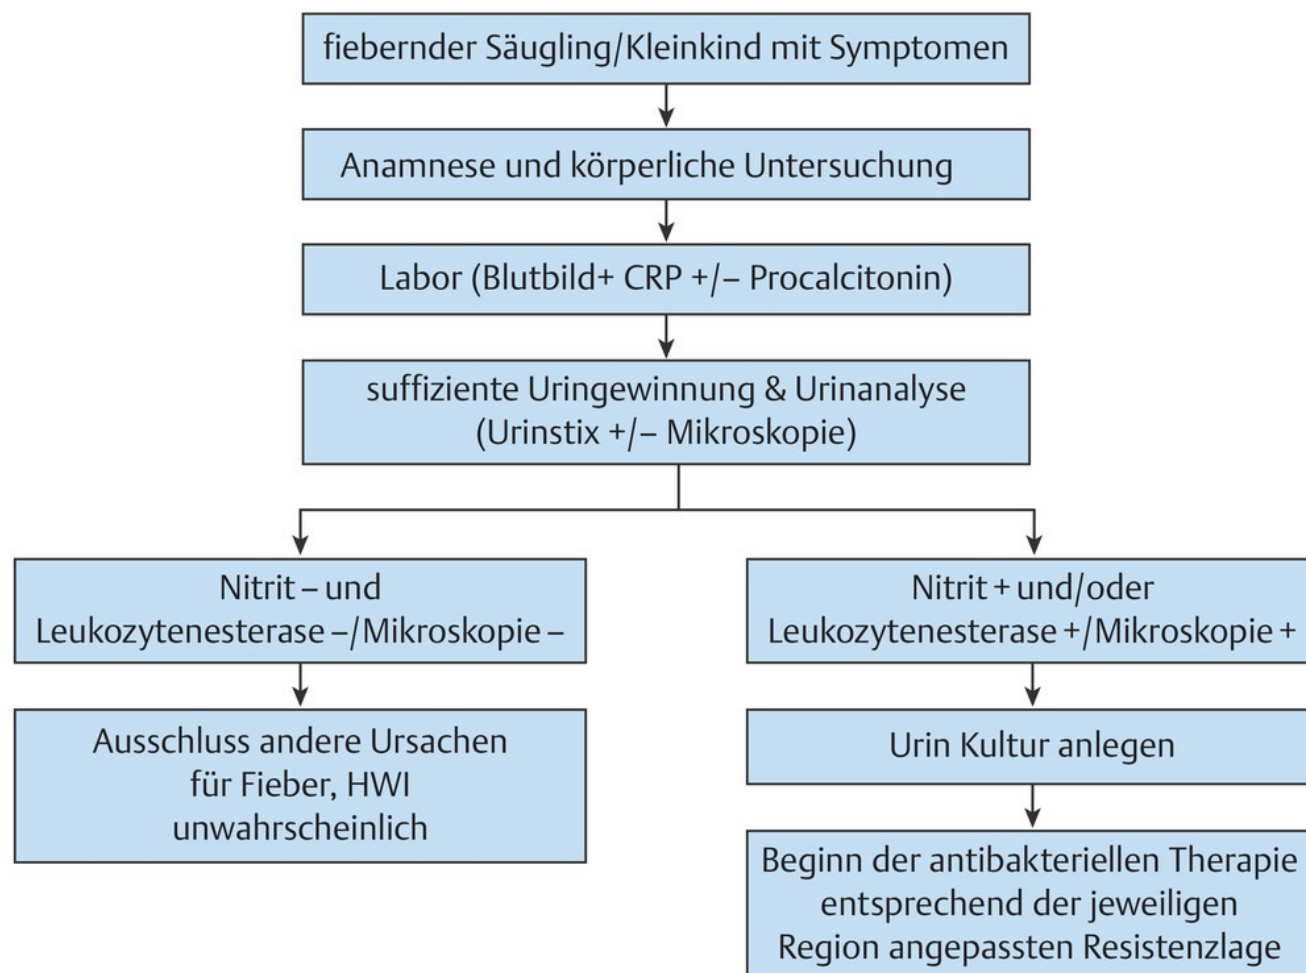 fiebernder Säugling/Kleinkind mit Symptomen
Anamnese und körperliche Untersuchung
Labor (Blutbild+ CRP +/– Procalcitonin)
suffiziente Uringewinnung & Urinanalyse
(Urinstix +/– Mikroskopie)
Nitrit – und
Leukozytenesterase –/Mikroskopie –
Ausschluss andere Ursachen
für Fieber, HWI
unwahrscheinlich
Nitrit + und/oder
Leukozytenesterase +/Mikroskopie +
Urin Kultur anlegen
Beginn der antibakteriellen Therapie
entsprechend der jeweiligen
Region angepassten Resistenzlage